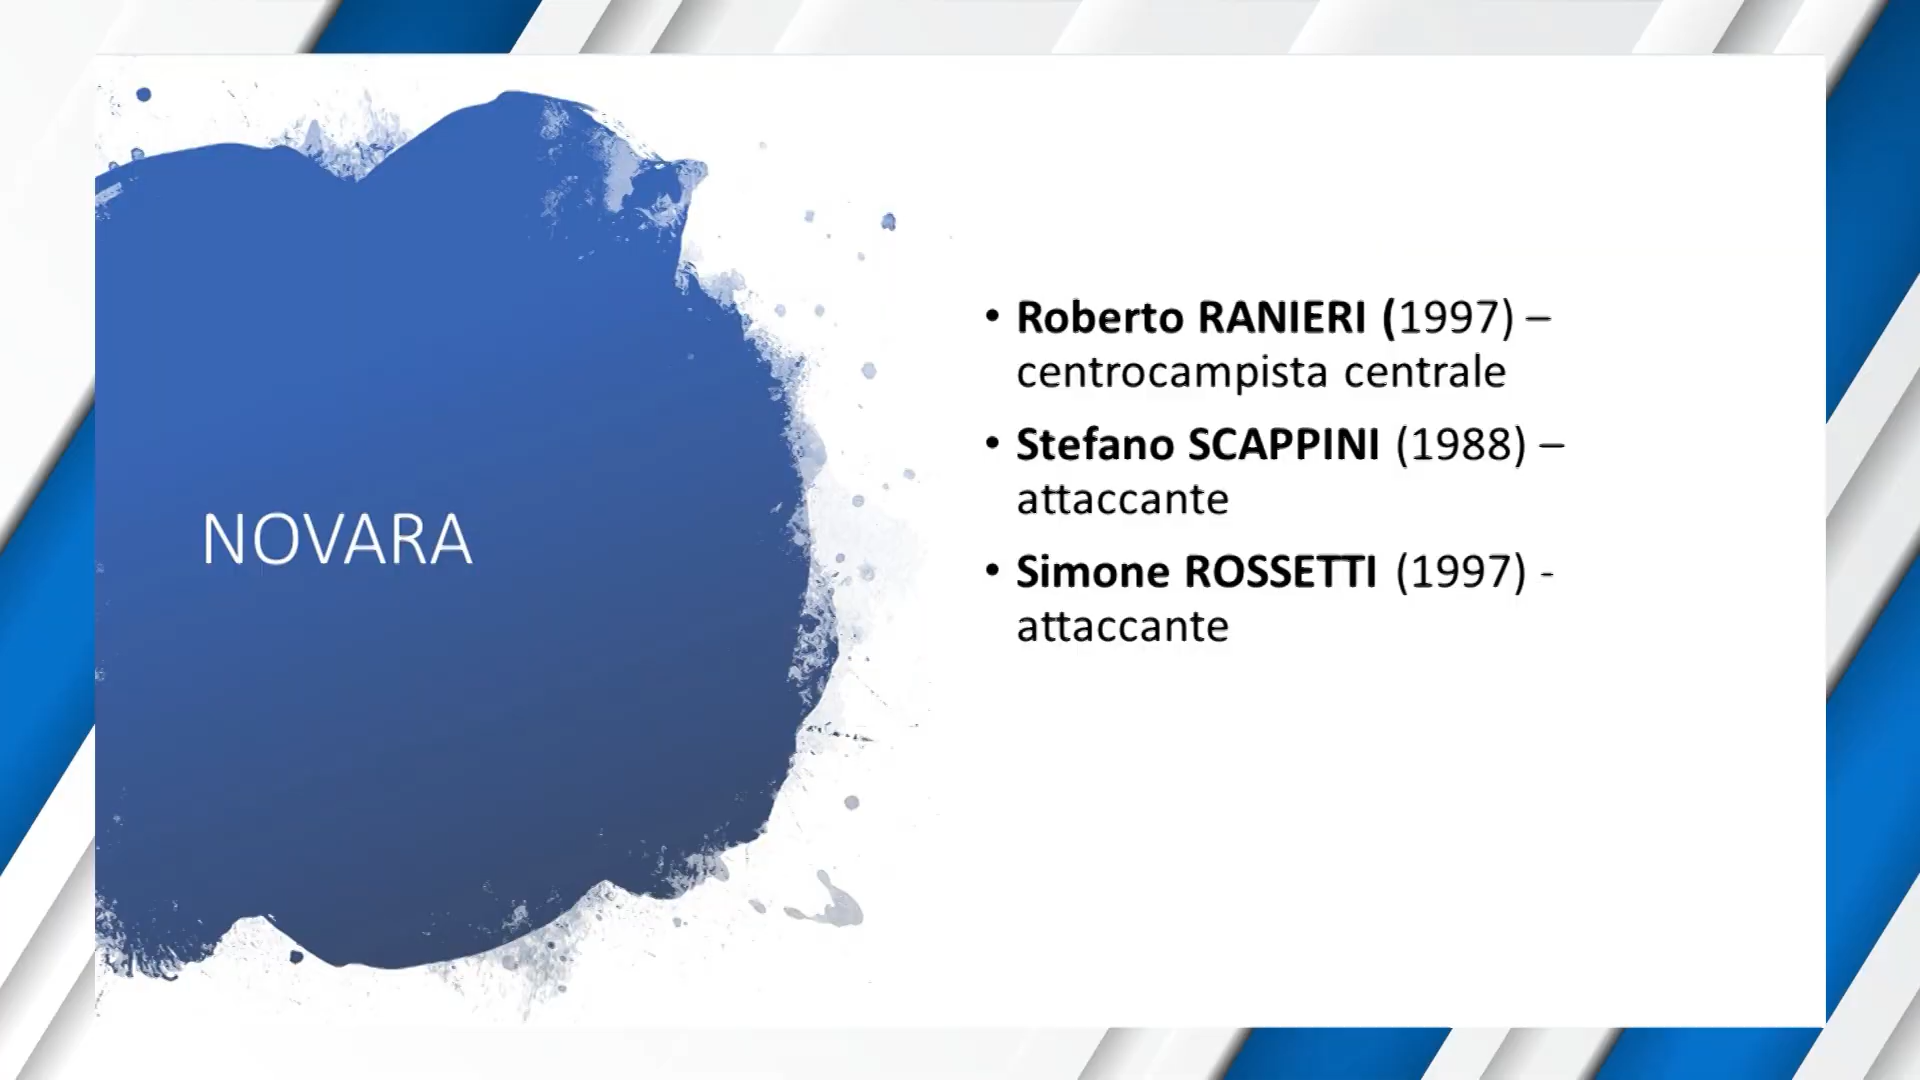 NOVARA
• Roberto RANIERI (1997) –
centrocampista centrale
• Stefano SCAPPINI (1988) –
attaccante
• Simone ROSSETTI (1997) -
attaccante